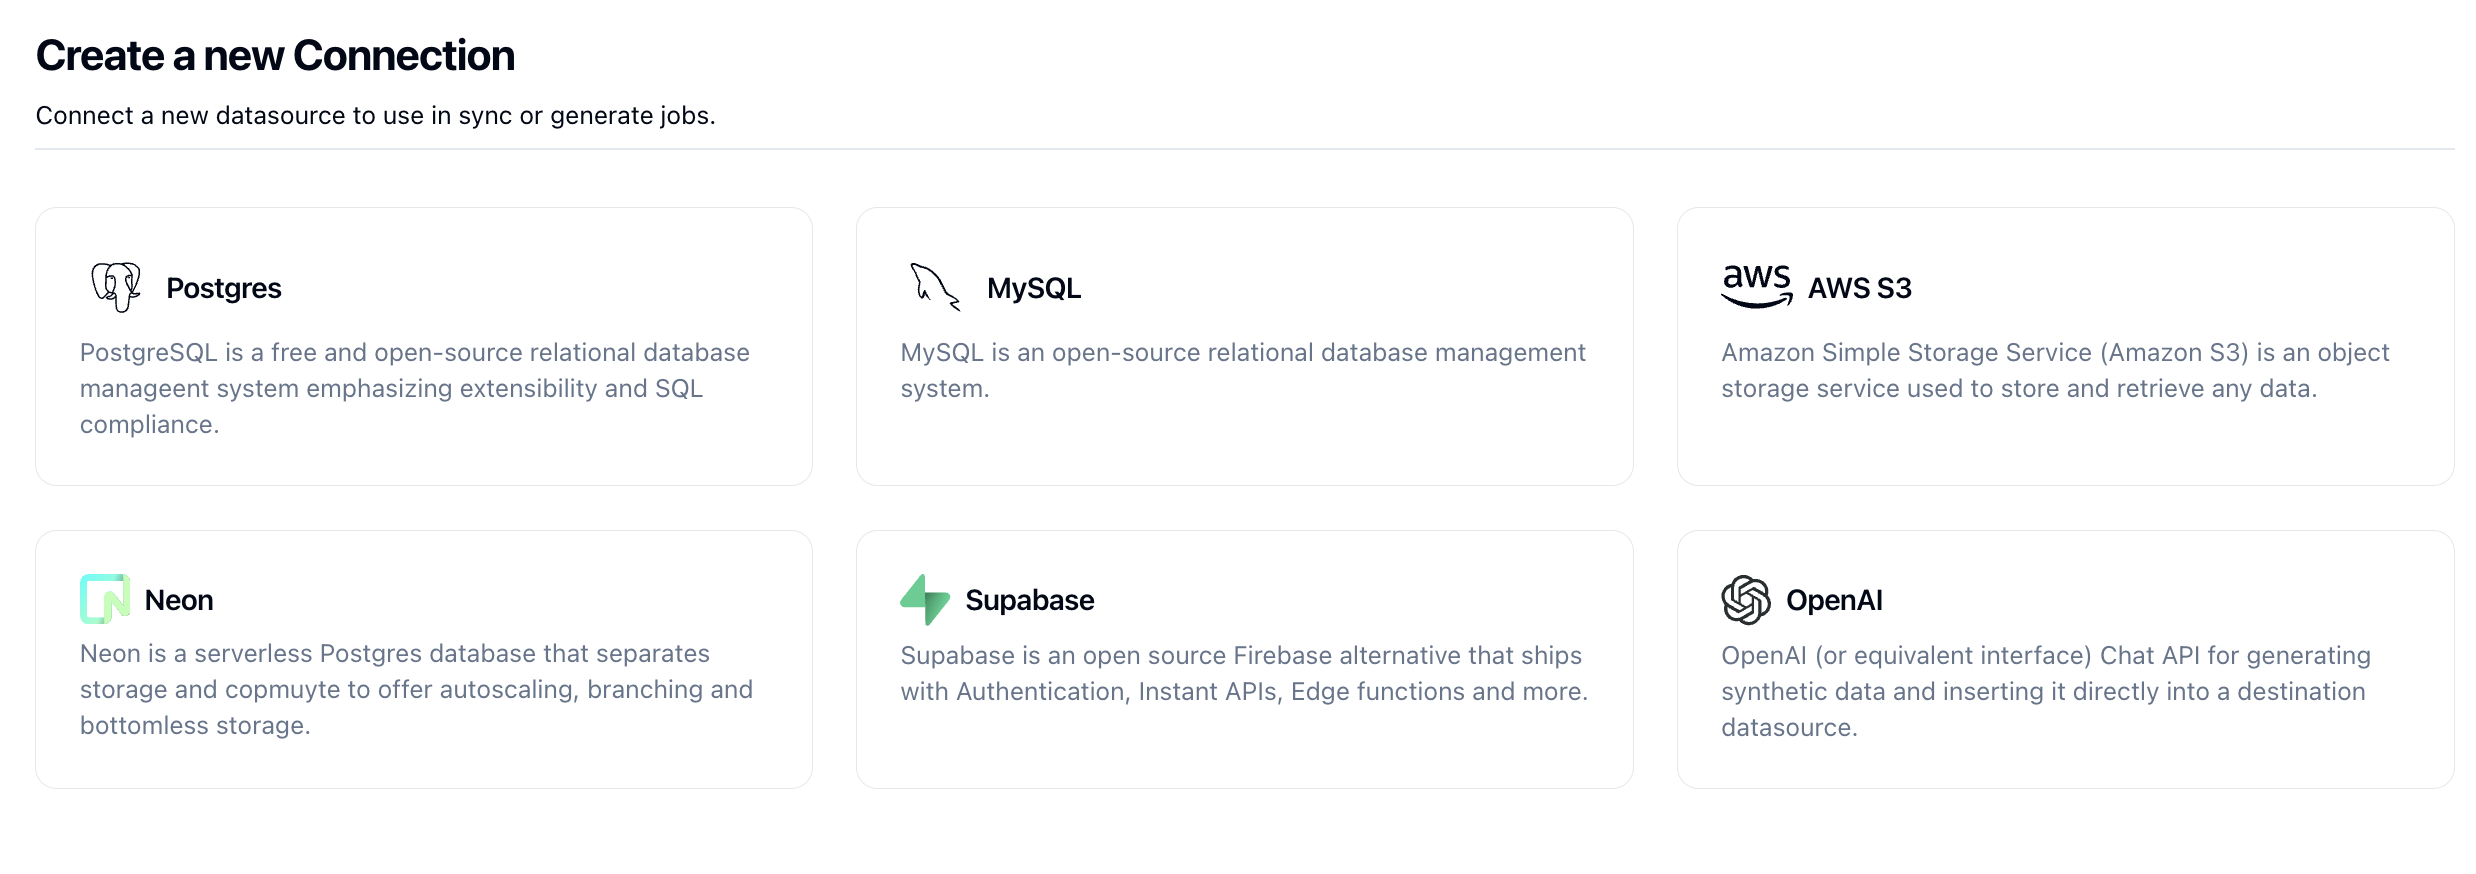 Create a new Connection
Connect a new datasource to use in sync or generate jobs.
Postgres
PostgreSQL is a free and open-source relational database
manageent system emphasizing extensibility and SQL
compliance.
MySQL
MySQL is an open-source relational database management
system.
aws
AWS S3
Amazon Simple Storage Service (Amazon S3) is an object
storage service used to store and retrieve any data.
Neon
Neon is a serverless Postgres database that separates
storage and copmuyte to offer autoscaling, branching and
bottomless storage.
Supabase
Supabase is an open source Firebase alternative that ships
with Authentication, Instant APIs, Edge functions and more.
OpenAI
OpenAI (or equivalent interface) Chat API for generating
synthetic data and inserting it directly into a destination
datasource.